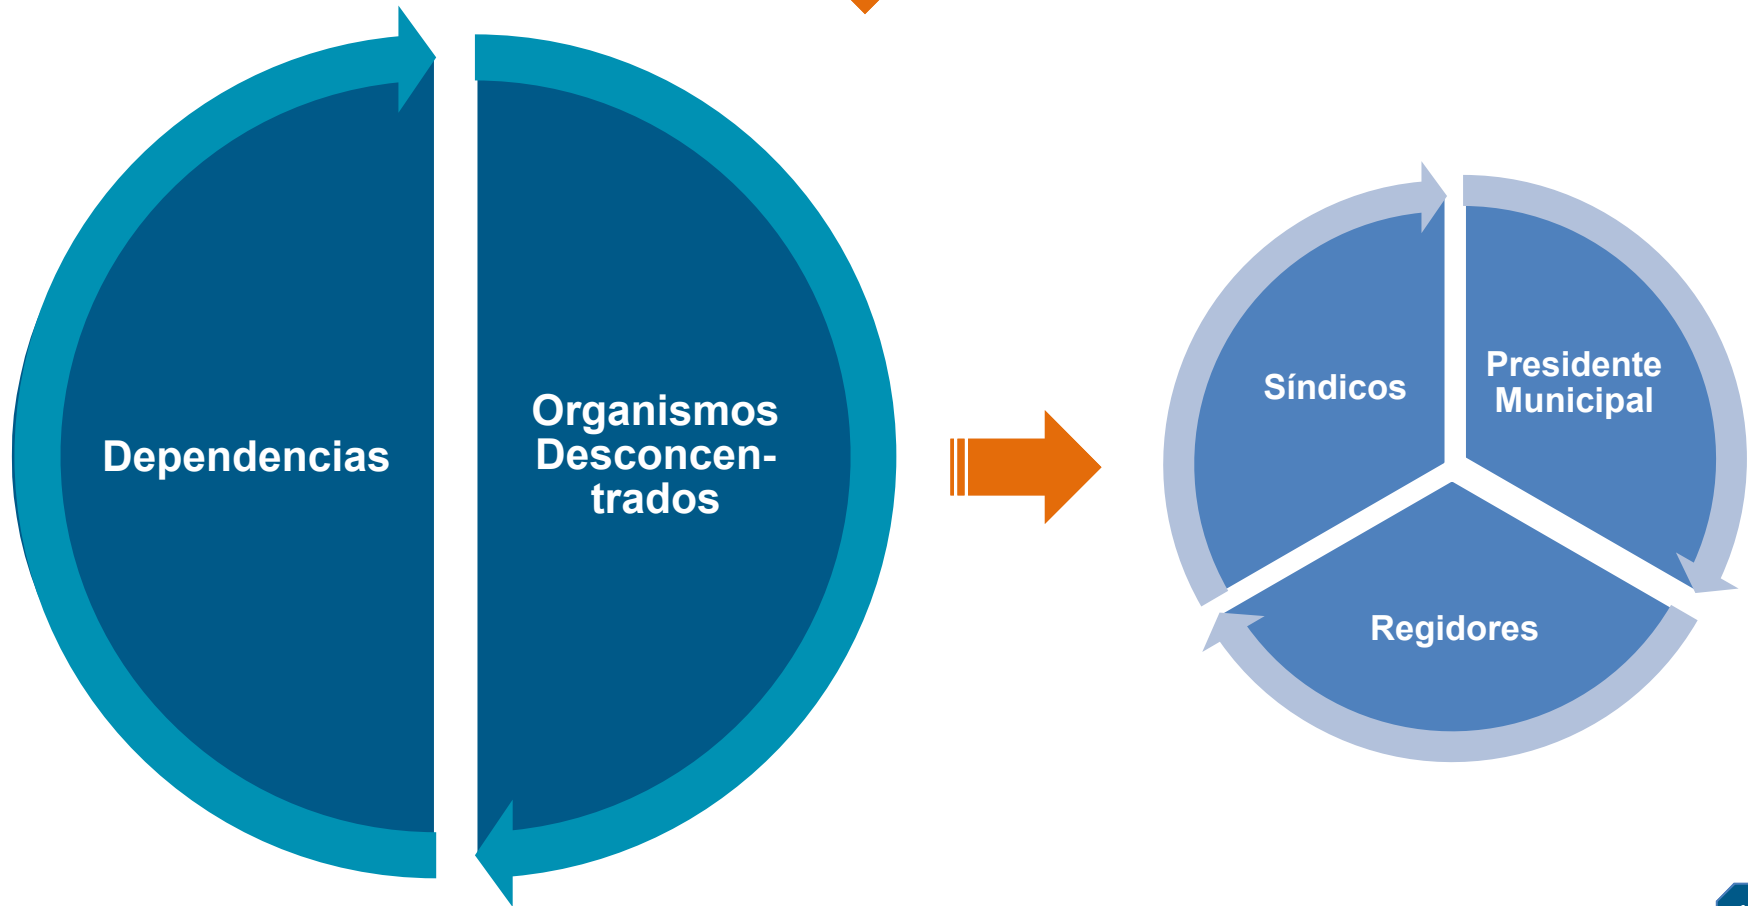 Dependencias
Organismos
Desconcen-
trados
Síndicos
Presidente
Municipal
Regidores